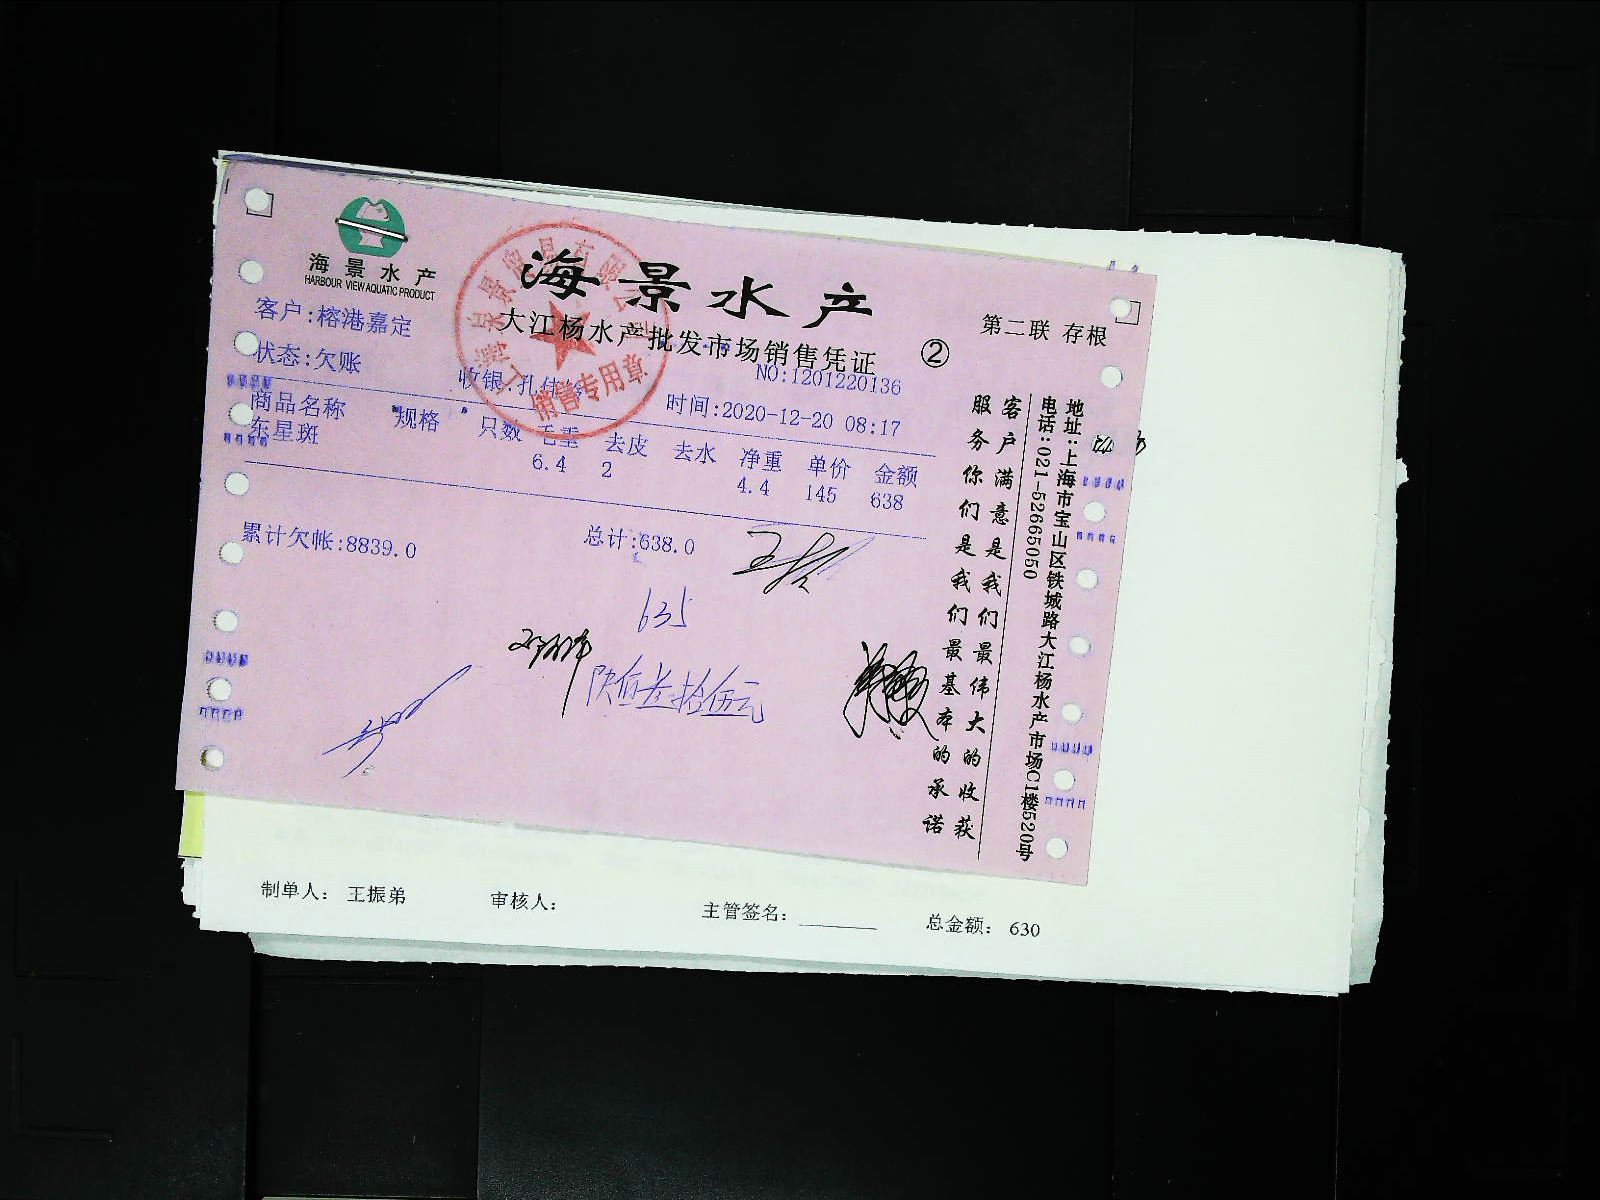 海景水产
HARBOUR VIEW AQUATIC PRODUCT
海景水产
大江杨水产批发市场销售凭证
②
第二联 存根
销售专用章
客户:榕港嘉定
状态:欠账
NO:1201220136
时间:2020-12-20 08:17
商品名称 规格 只数 毛重 去皮 去水 净重 单价 金额
东星斑 6.4 2 4.4 145 638
累计欠帐:8839.0
总计:638.0
635
陆佰叁拾伍元
客户满意是我们最伟大的收获
服务你们是我们最基本的承诺
地址:上海市宝山区铁城路大江杨水产市场C1楼520号
电话:021-52665050
制单人: 王振弟
审核人:
主管签名:
总金额: 630